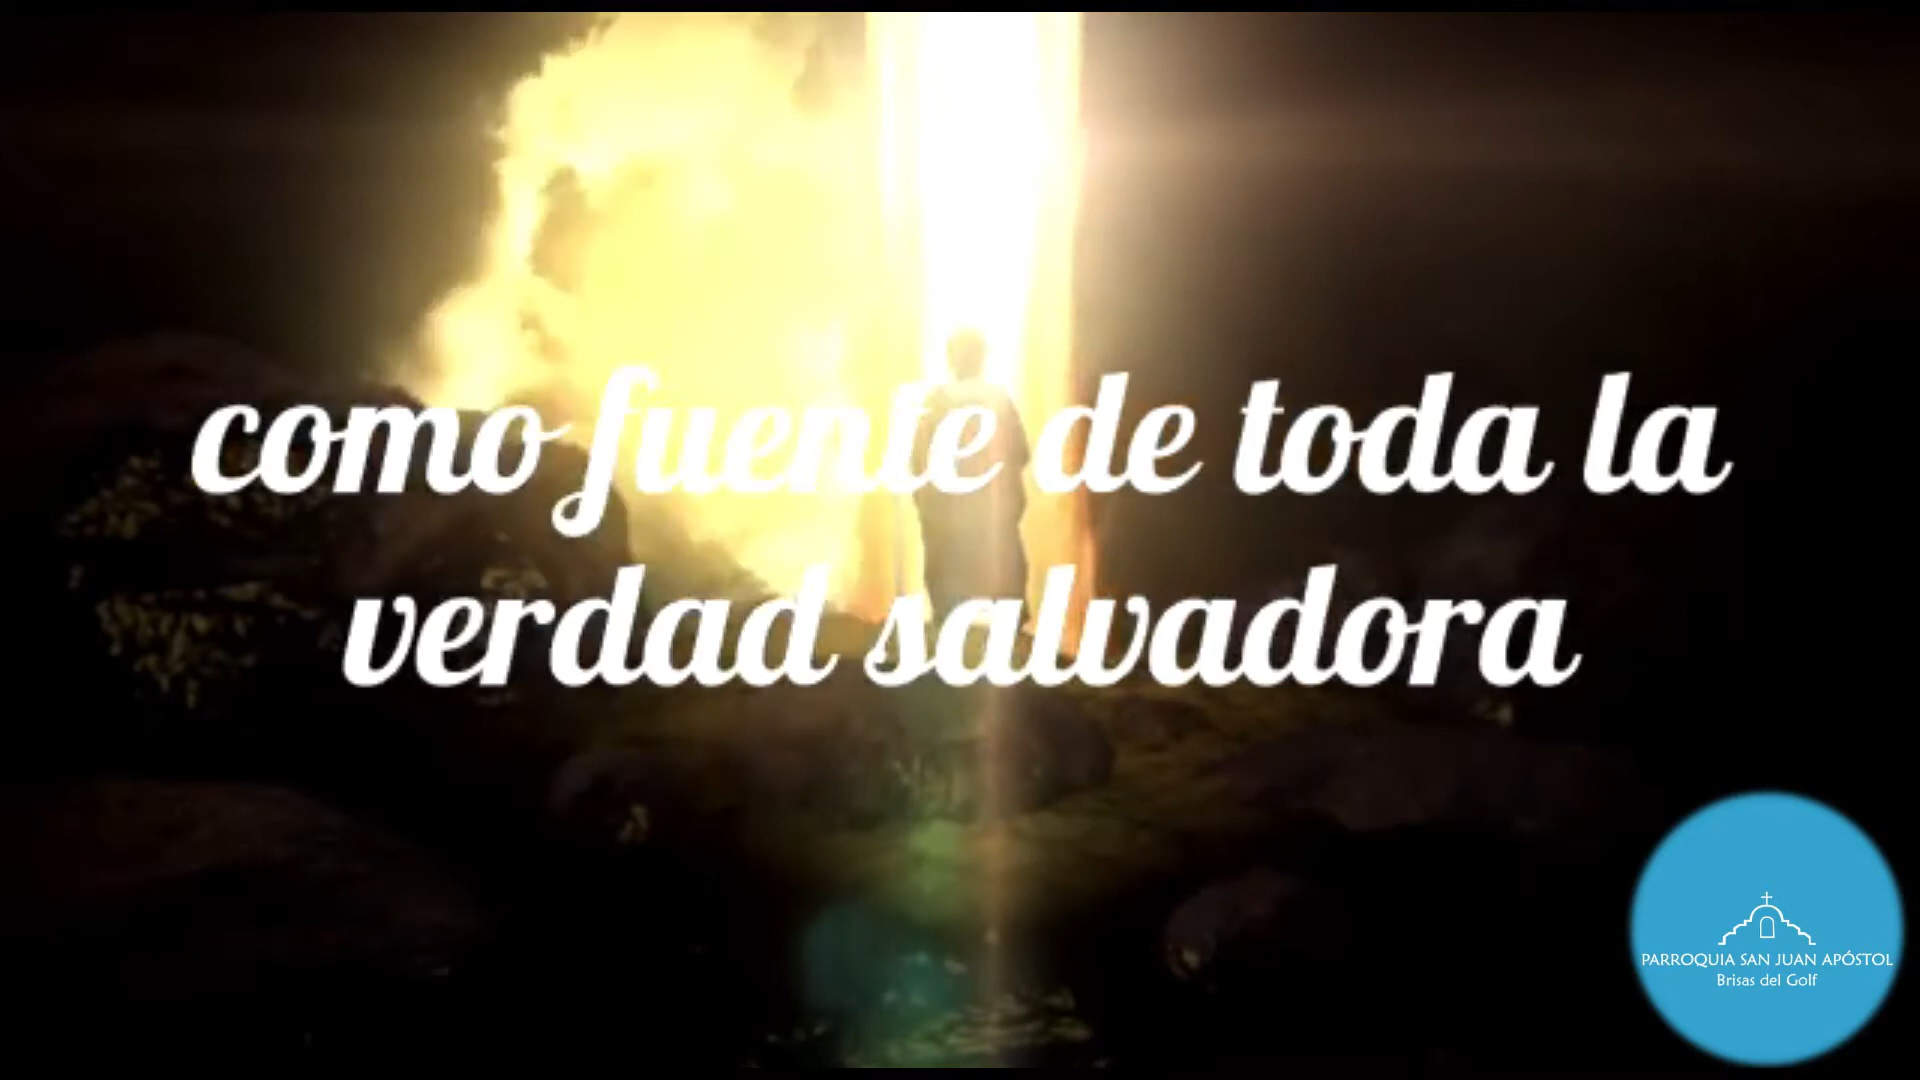 como fuente de toda la
verdad salvadora
PARROQUIA SAN JUAN APÓSTOL
Brisas del Golf